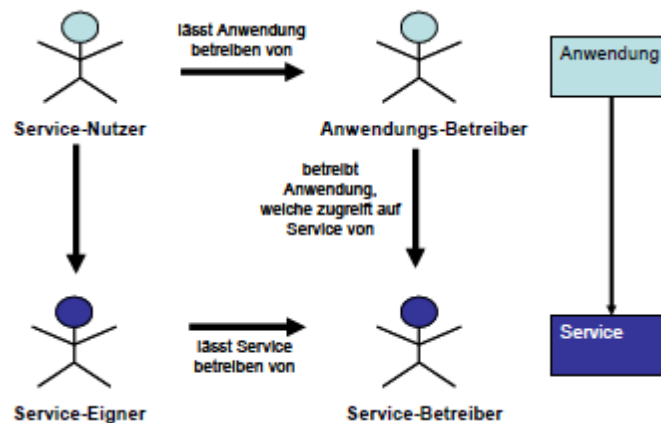 lässt Anwendung
betreiben von
Anwendung
Service-Nutzer
Anwendungs-Betreiber
betreibt
Anwendung,
welche zugreift auf
Service von
Service
lässt Service
betreiben von
Service-Eigner
Service-Betreiber